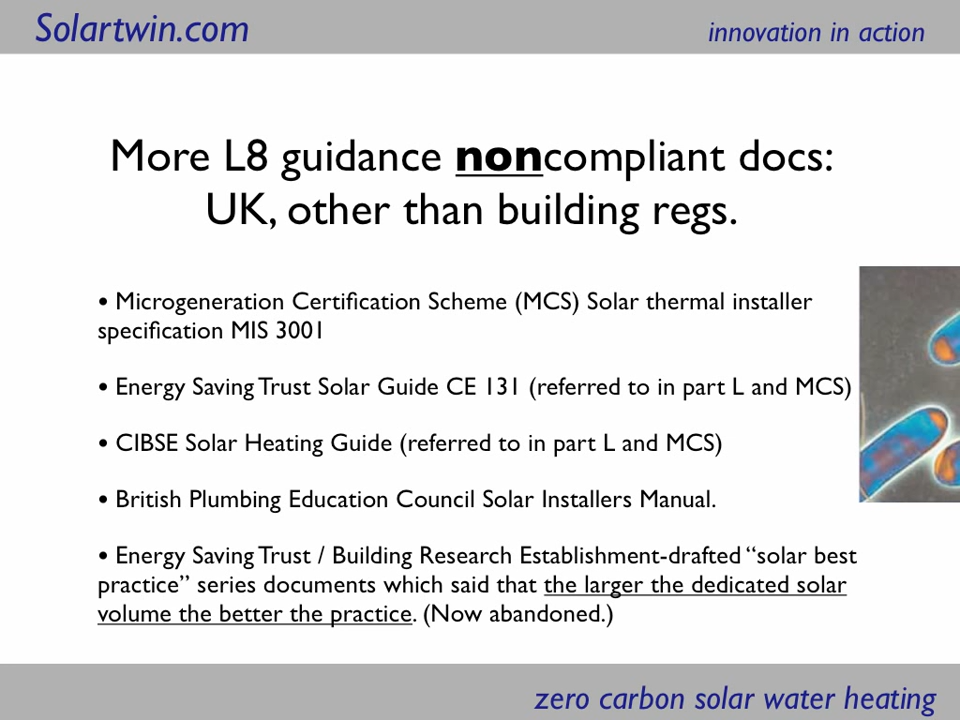 Solartwin.com
innovation in action
More L8 guidance noncompliant docs:
UK, other than building regs.
• Microgeneration Certification Scheme (MCS) Solar thermal installer
specification MIS 3001
• Energy Saving Trust Solar Guide CE 131 (referred to in part L and MCS)
• CIBSE Solar Heating Guide (referred to in part L and MCS)
• British Plumbing Education Council Solar Installers Manual.
• Energy Saving Trust / Building Research Establishment-drafted “solar best
practice” series documents which said that the larger the dedicated solar
volume the better the practice. (Now abandoned.)
zero carbon solar water heating